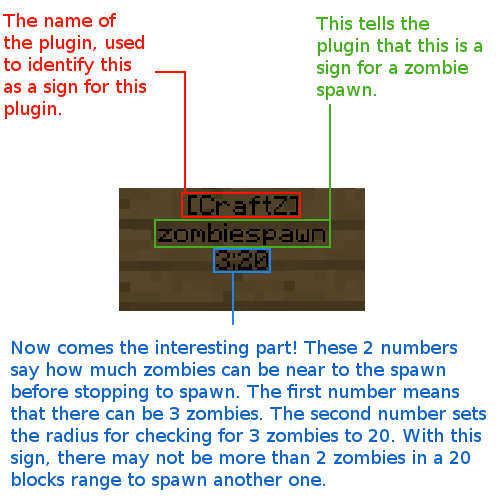 The name of
the plugin, used
to identify this
as a sign for this
plugin.
This tells the
plugin that this is a
sign for a zombie
spawn.
[CraftZ]
zombiespawn
3:20
Now comes the interesting part! These 2 numbers
say how much zombies can be near to the spawn
before stopping to spawn. The first number means
that there can be 3 zombies. The second number sets
the radius for checking for 3 zombies to 20. With this
sign, there may not be more than 2 zombies in a 20
blocks range to spawn another one.